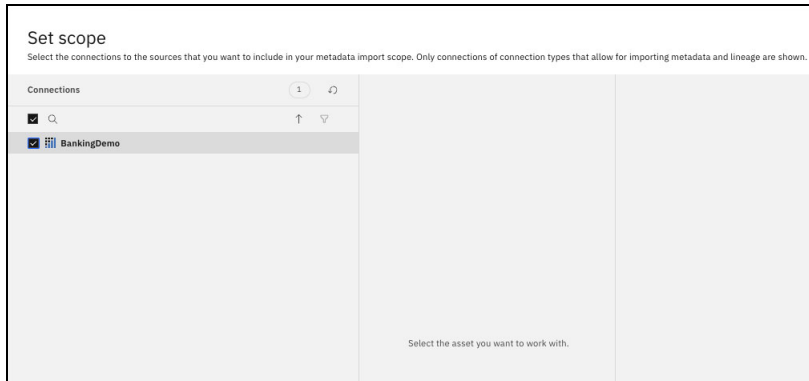 Set scope
Select the connections to the sources that you want to include in your metadata import scope. Only connections of connection types that allow for importing metadata and lineage are shown.
Connections 1
BankingDemo
Select the asset you want to work with.